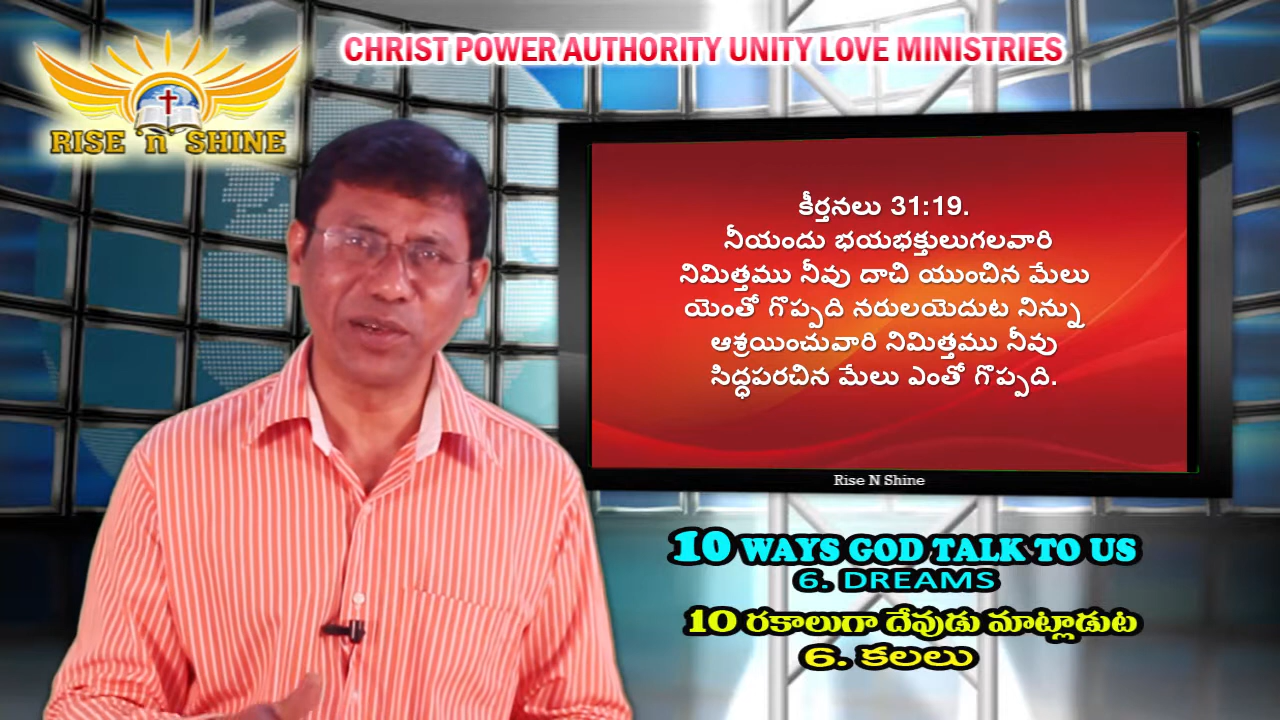 CHRIST POWER AUTHORITY UNITY LOVE MINISTRIES
RISE 'n' SHINE
కీర్తనలు 31:19.
నీయందు భయభక్తులుగలవారి
నిమిత్తము నీవు దాచి యుంచిన మేలు
యెంతో గొప్పది నరులయెదుట నిన్ను
ఆశ్రయించువారి నిమిత్తము నీవు
సిద్ధపరచిన మేలు ఎంతో గొప్పది.
Rise N Shine
10 WAYS GOD TALK TO US
6. DREAMS
10 రకాలుగా దేవుడు మాట్లాడుట
6. కలలు